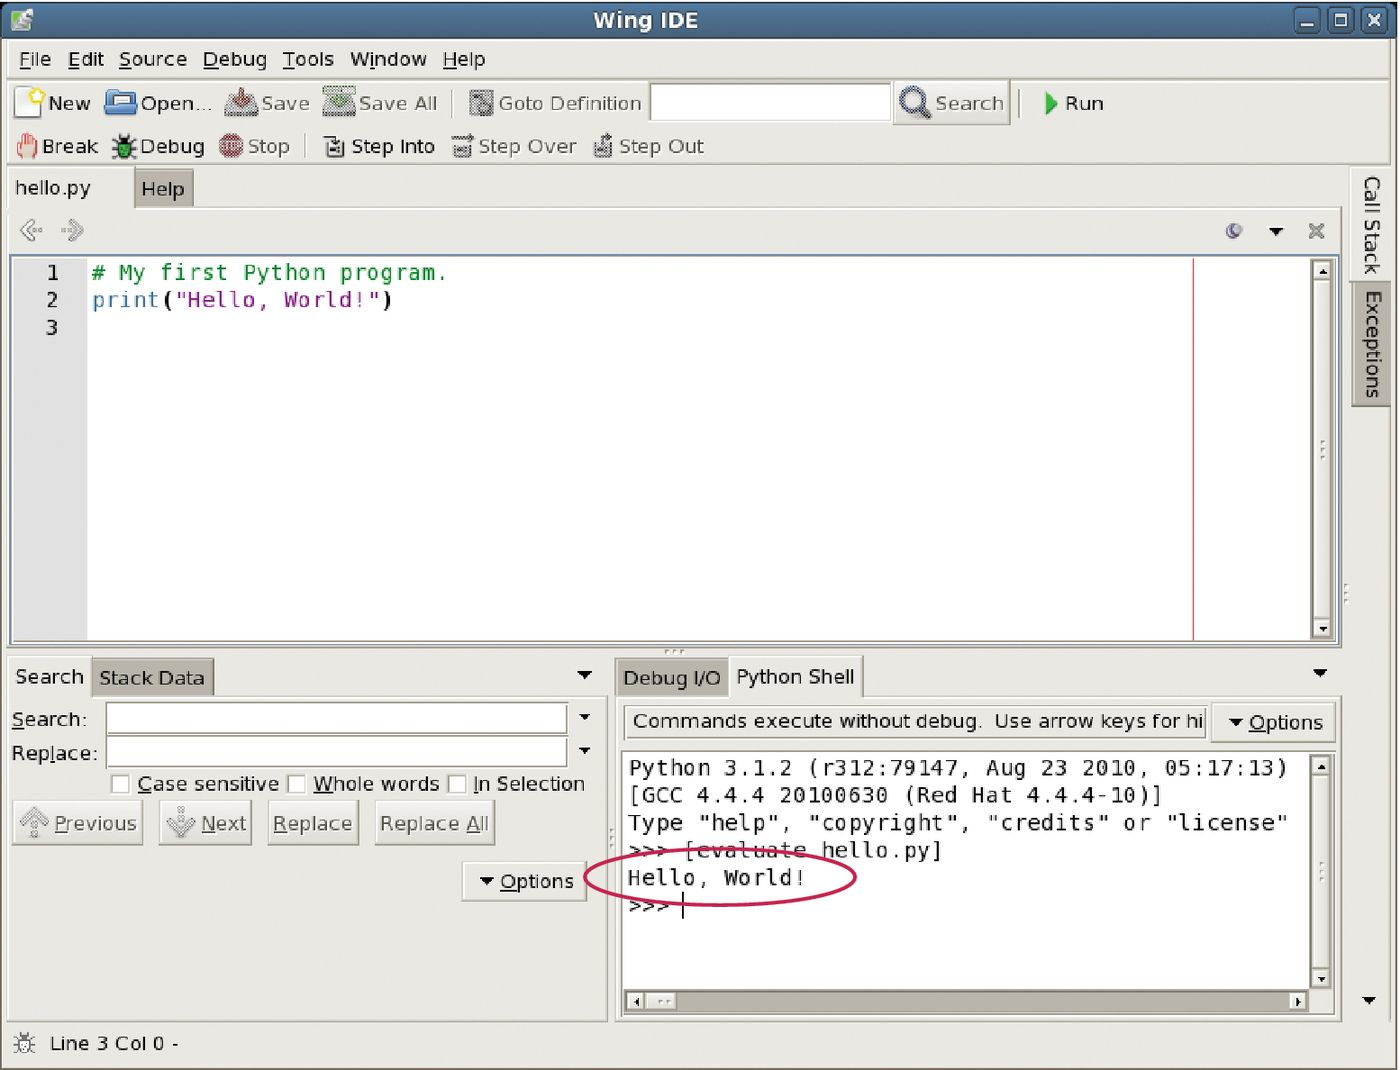 Wing IDE
File Edit Source Debug Tools Window Help
New Open... Save Save All Goto Definition Search Run
Break Debug Stop Step Into Step Over Step Out
hello.py Help
Call Stack
Exceptions
1 # My first Python program.
2 print("Hello, World!")
3
Search Stack Data
Search:
Replace:
Case sensitive Whole words In Selection
Previous Next Replace Replace All
Options
Debug I/O Python Shell
Commands execute without debug. Use arrow keys for hi Options
Python 3.1.2 (r312:79147, Aug 23 2010, 05:17:13)
[GCC 4.4.4 20100630 (Red Hat 4.4.4-10)]
Type "help", "copyright", "credits" or "license"
>>> [evaluate hello.py]
Hello, World!
>>>
Line 3 Col 0 -